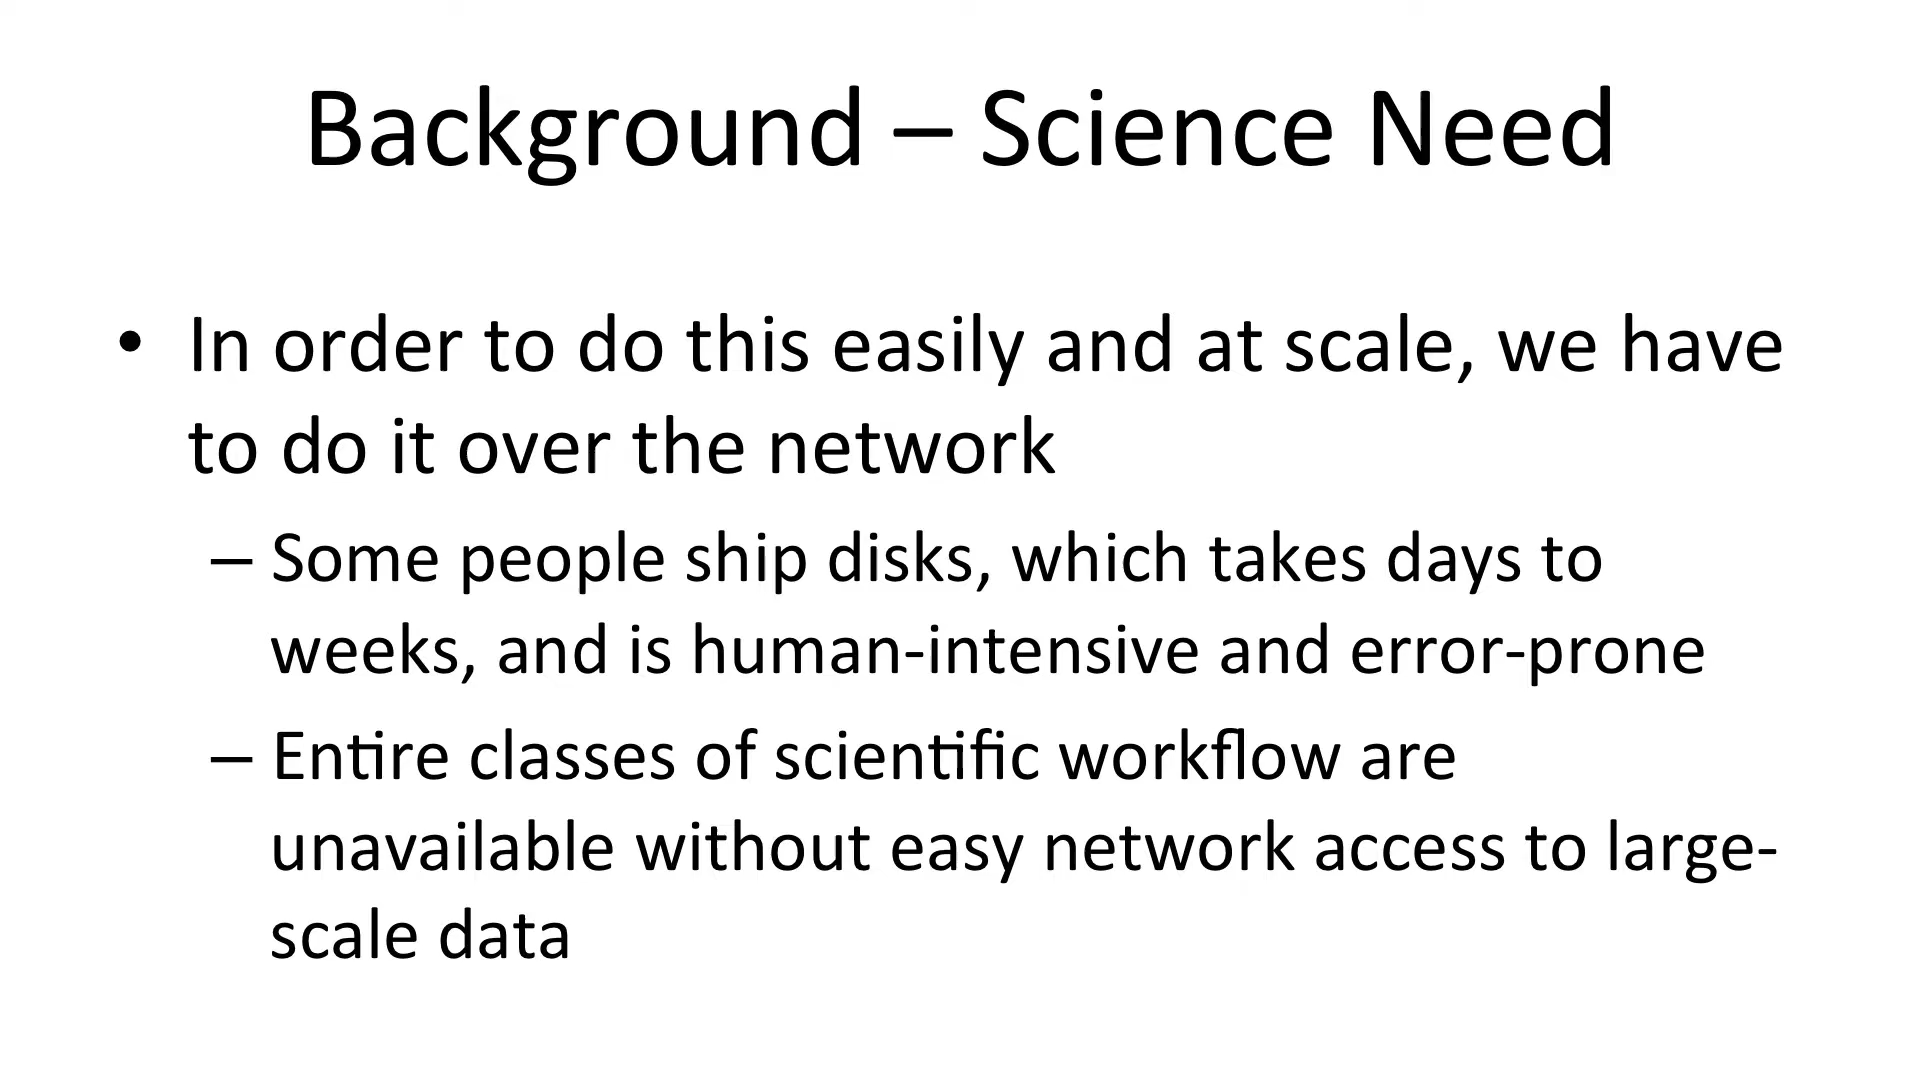 Background – Science Need
• In order to do this easily and at scale, we have
to do it over the network
– Some people ship disks, which takes days to
weeks, and is human-intensive and error-prone
– Entire classes of scientific workflow are
unavailable without easy network access to large-
scale data